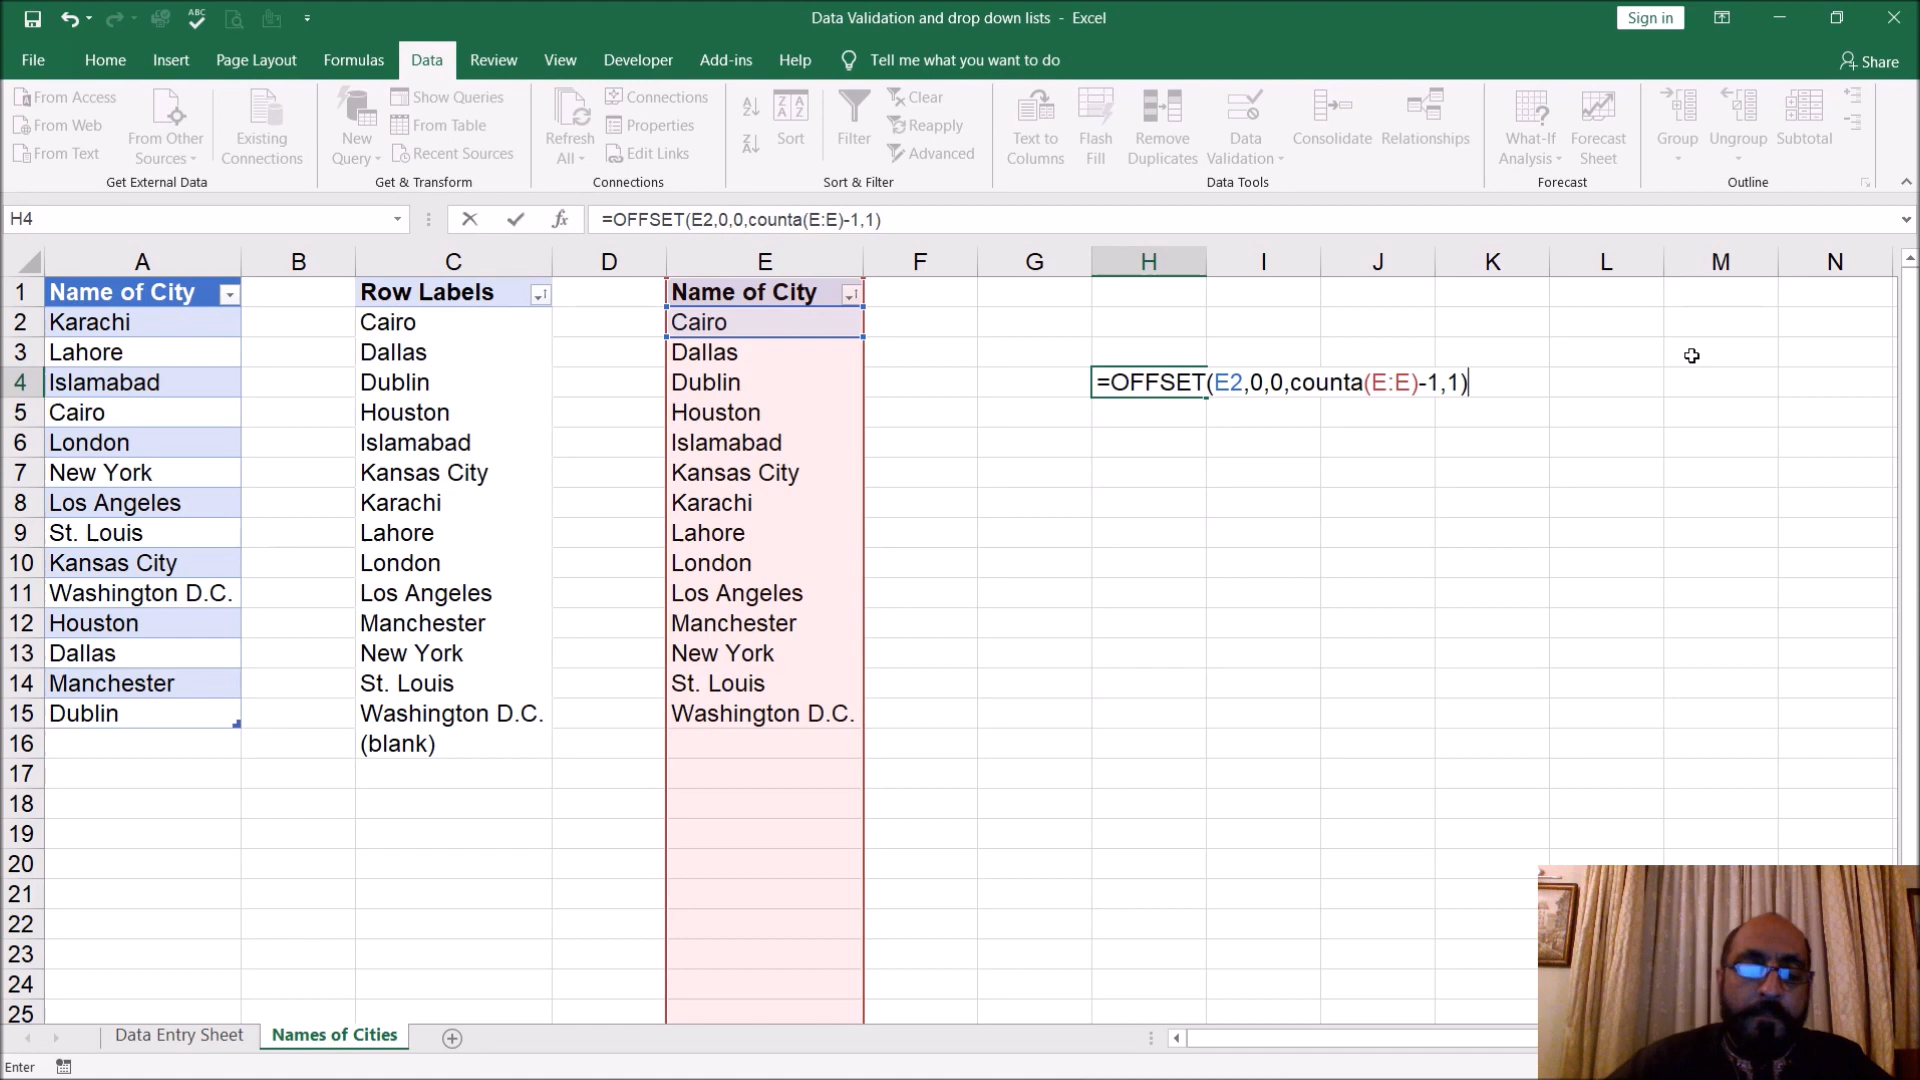 ABC
Data Validation and drop down lists - Excel
Sign in
File
Home
Insert
Page Layout
Formulas
Data
Review
View
Developer
Add-ins
Help
Tell me what you want to do
Share
From Access
From Web
From Text
From Other Sources
Existing Connections
Get External Data
New Query
Show Queries
From Table
Recent Sources
Get & Transform
Refresh All
Connections
Properties
Edit Links
Connections
Sort
Filter
Clear
Reapply
Advanced
Sort & Filter
Text to Columns
Flash Fill
Remove Duplicates
Data Validation
Consolidate
Relationships
Data Tools
What-If Analysis
Forecast Sheet
Forecast
Group
Ungroup
Subtotal
Outline
H4
fx
=OFFSET(E2,0,0,counta(E:E)-1,1)
A B C D E F G H I J K L M N
1 Name of City Row Labels Name of City
2 Karachi Cairo Cairo
3 Lahore Dallas Dallas
4 Islamabad Dublin Dublin =OFFSET(E2,0,0,counta(E:E)-1,1)
5 Cairo Houston Houston
6 London Islamabad Islamabad
7 New York Kansas City Kansas City
8 Los Angeles Karachi Karachi
9 St. Louis Lahore Lahore
10 Kansas City London London
11 Washington D.C. Los Angeles Los Angeles
12 Houston Manchester Manchester
13 Dallas New York New York
14 Manchester St. Louis St. Louis
15 Dublin Washington D.C. Washington D.C.
16 (blank)
17
18
19
20
21
22
23
24
25
Data Entry Sheet
Names of Cities
Enter